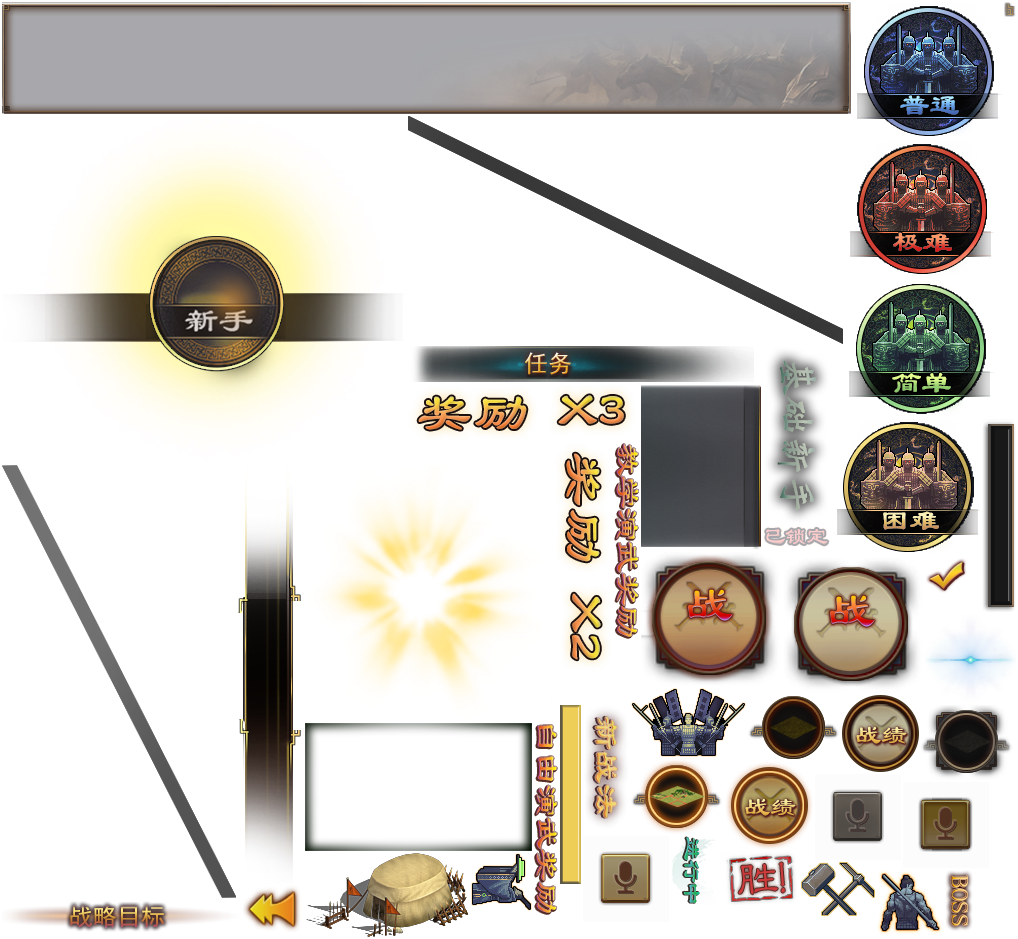 普通
极难
新手
任务
简单
基础新手
奖励 X3
奖励 X2
教学演武奖励
困难
已锁定
战
战
自由演武奖励
新战法
战绩
战绩
进行中
胜!
BOSS
战略目标